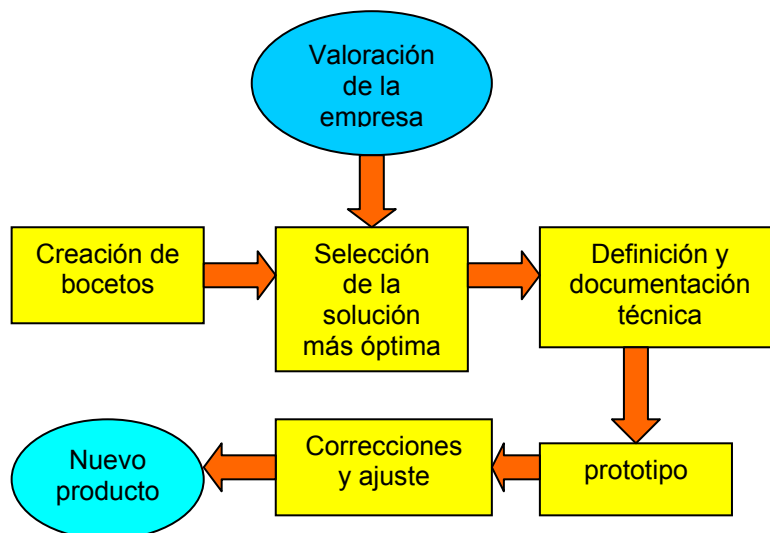 Valoración
de la
empresa
Creación de
bocetos
Selección
de la
solución
más óptima
Definición y
documentación
técnica
Nuevo
producto
Correcciones
y ajuste
prototipo